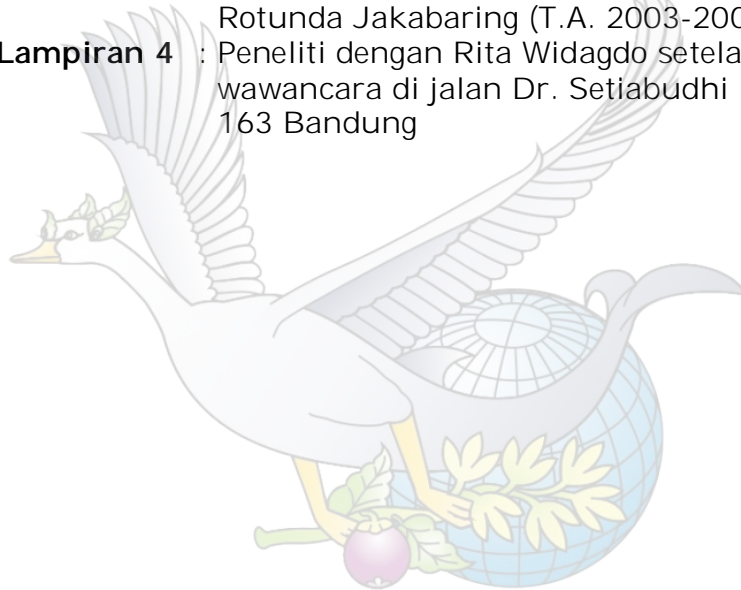 Rotunda Jakabaring (T.A. 2003-200
Lampiran 4 : Peneliti dengan Rita Widagdo setela
wawancara di jalan Dr. Setiabudhi
163 Bandung